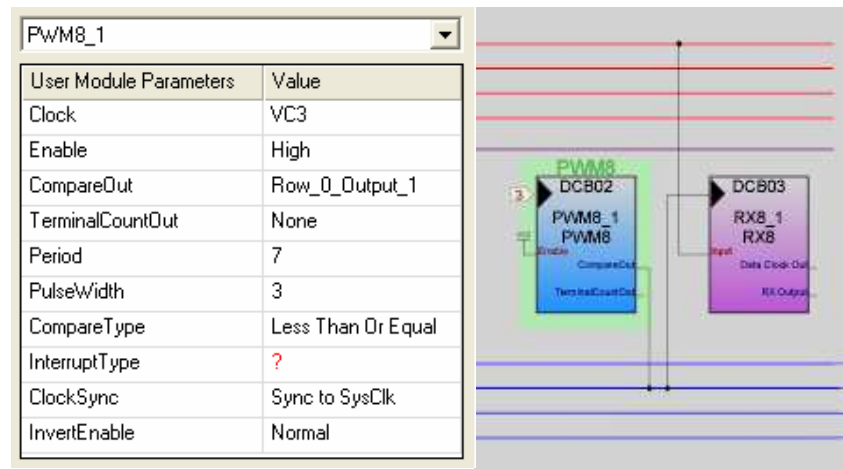 PWM8_1
User Module Parameters Value
Clock VC3
Enable High
CompareOut Row_0_Output_1
TerminalCountOut None
Period 7
PulseWidth 3
CompareType Less Than Or Equal
InterruptType ?
ClockSync Sync to SysClk
InvertEnable Normal
PWM8
DCB02
3
PWM8_1
PWM8
Enable
CompareOut
TerminalCountOut
DCB03
RX8_1
RX8
Input
Data Clock Out
RX Output